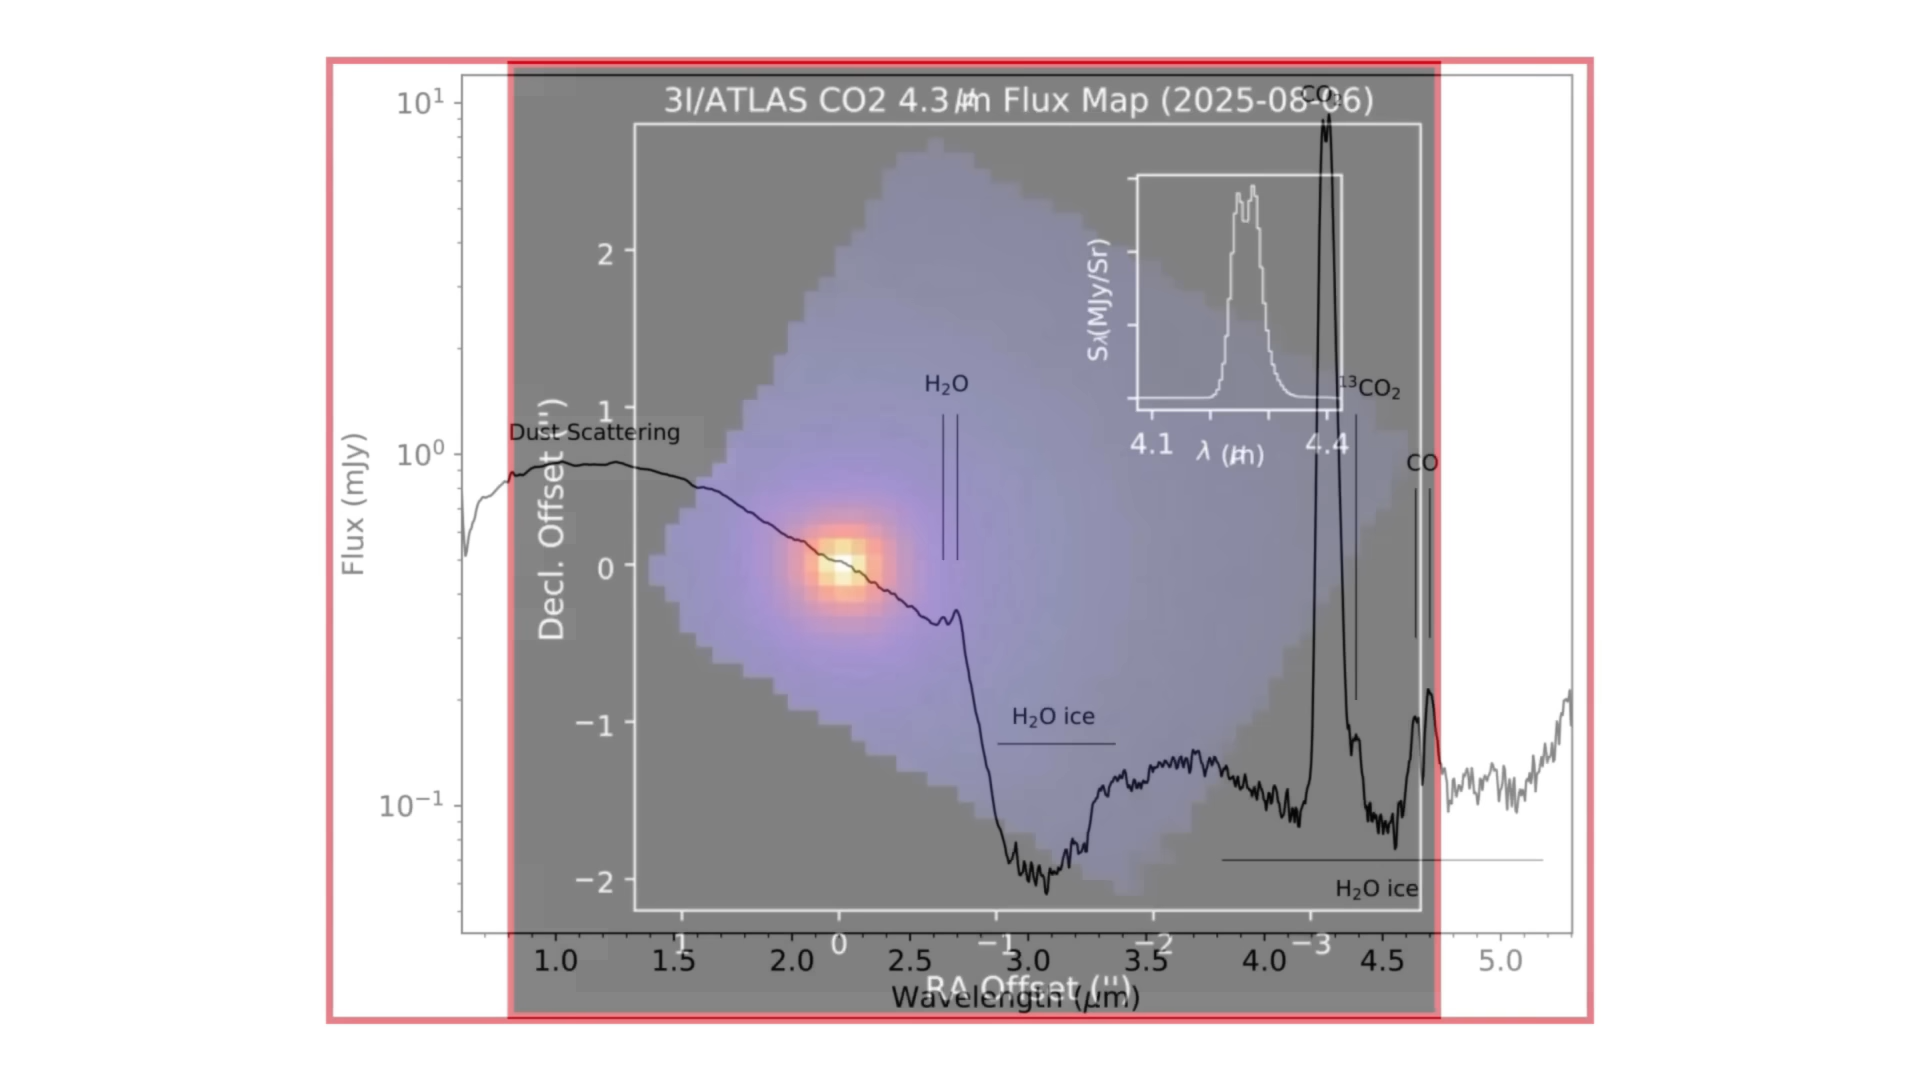 3I/ATLAS CO2 4.3 μm Flux Map (2025-08-06)
CO₂
10¹
10⁰
10⁻¹
Flux (mJy)
2
1
0
−1
−2
Decl. Offset (")
Dust Scattering
H₂O
Sλ(MJy/Sr)
4.1
4.4
λ (μm)
¹³CO₂
CO
H₂O ice
H₂O ice
1
0
−1
−2
−3
1.0
1.5
2.0
2.5
3.0
3.5
4.0
4.5
5.0
RA Offset (")
Wavelength (μm)